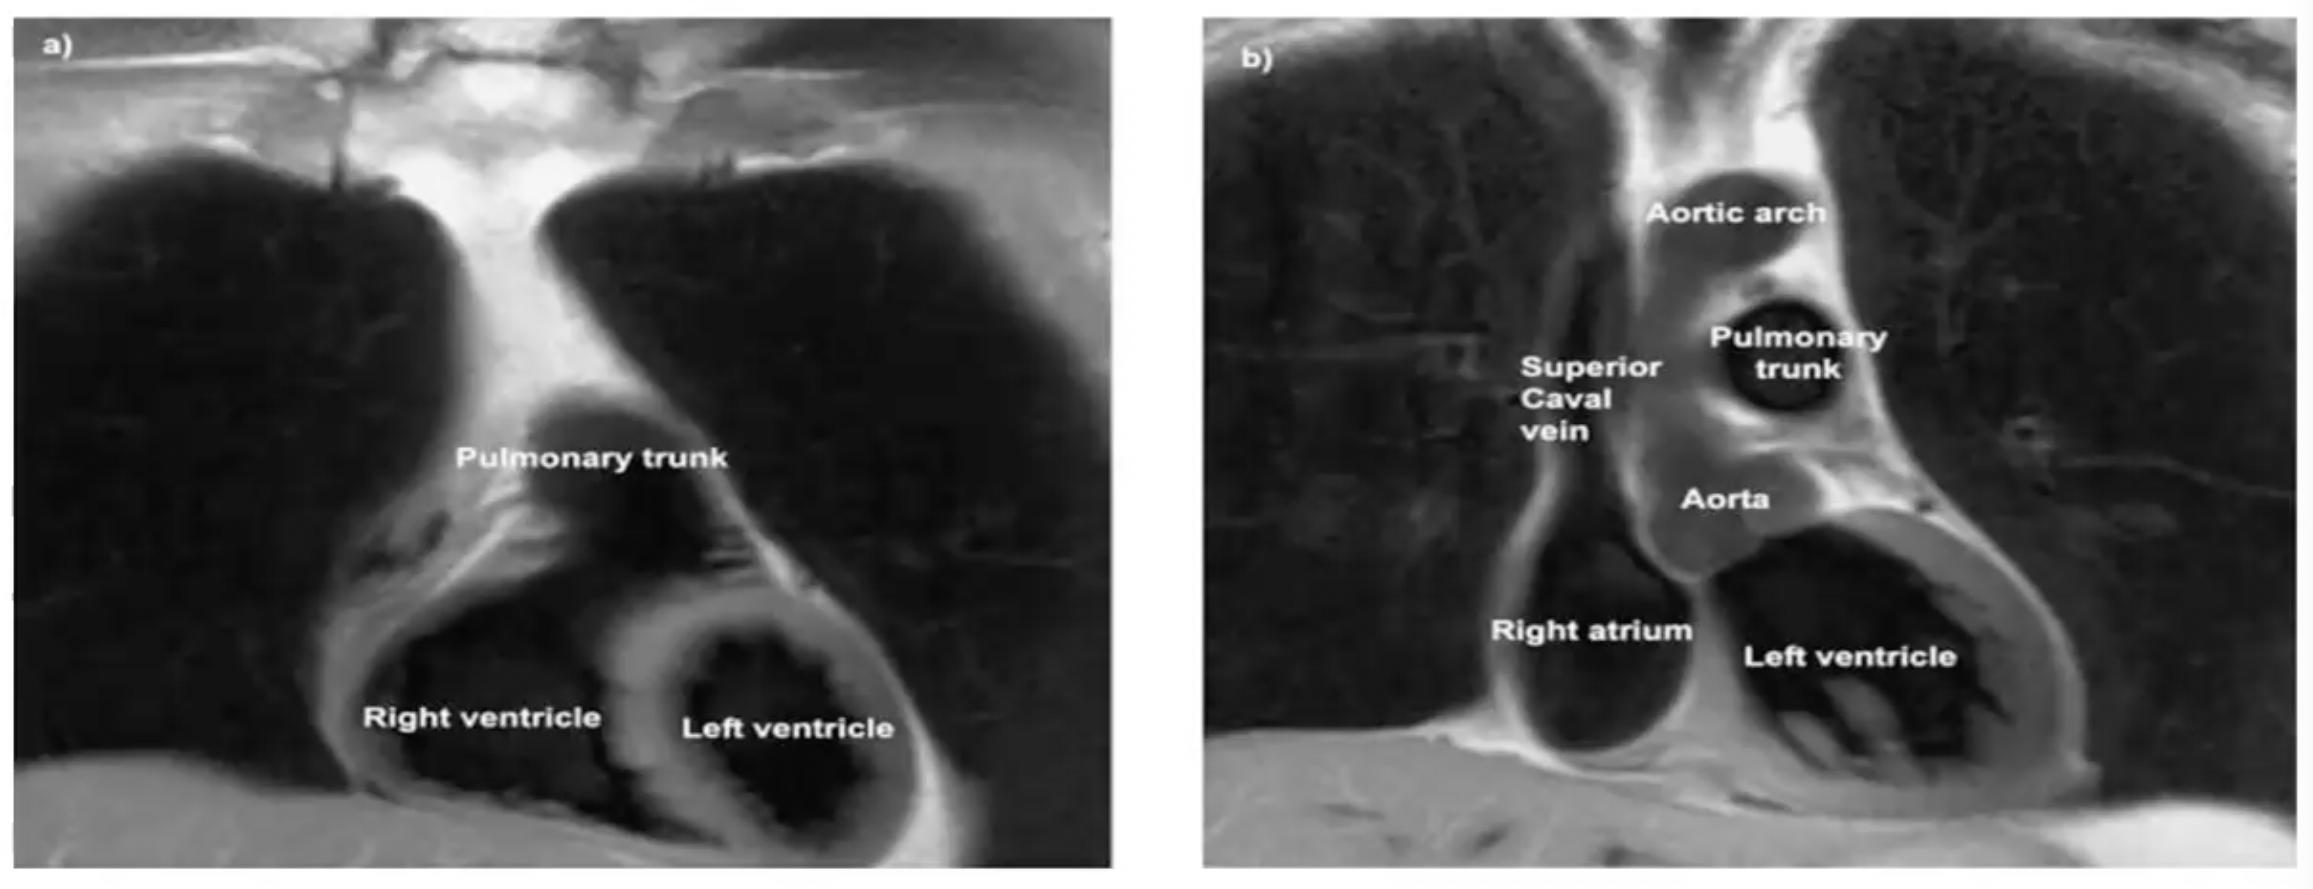 a)
Pulmonary trunk
Right ventricle
Left ventricle
b)
Aortic arch
Pulmonary
trunk
Superior
Caval
vein
Aorta
Right atrium
Left ventricle